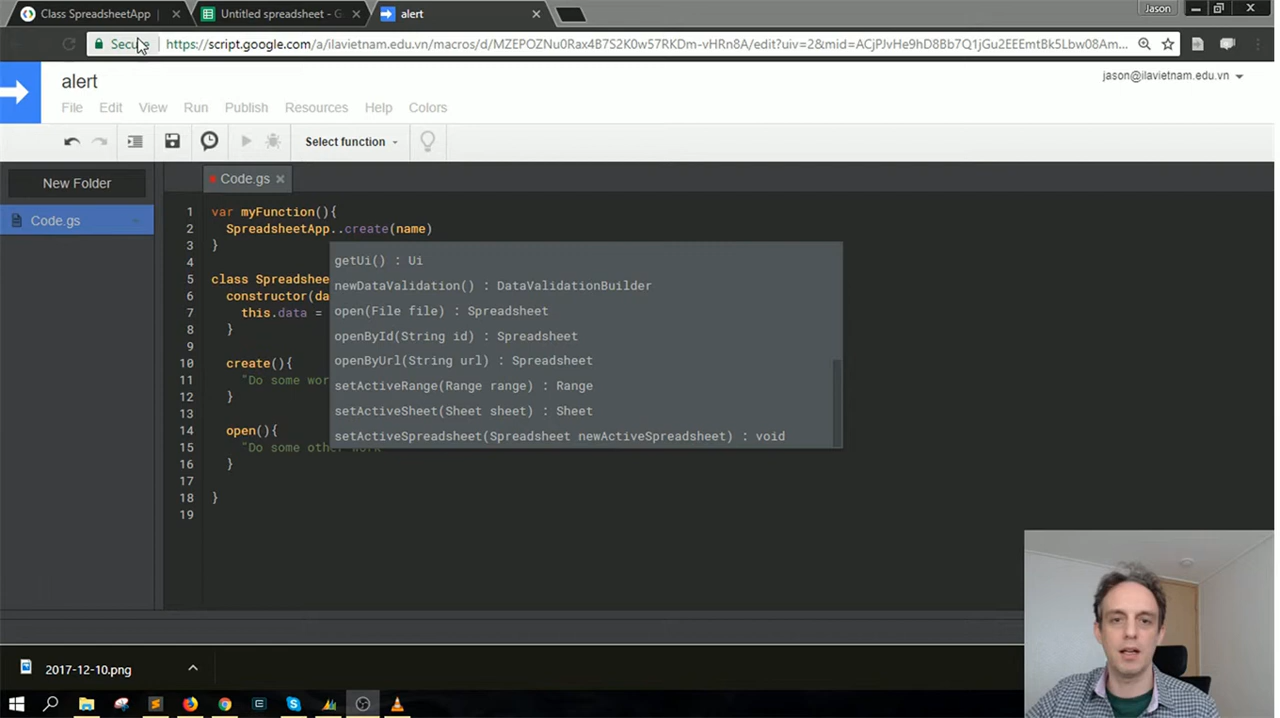 Class SpreadsheetApp
Untitled spreadsheet - G
alert
Jason
Secure
https://script.google.com/a/ilavietnam.edu.vn/macros/d/MZEPOZNu0Rax4B7S2K0w57RKDm-vHRn8A/edit?uiv=2&mid=ACjPJvHe9hD8Bb7Q1jGu2EEEmtBk5Lbw08Am...
alert
jason@ilavietnam.edu.vn
File Edit View Run Publish Resources Help Colors
Select function
New Folder
Code.gs
Code.gs
1 var myFunction(){
2 SpreadsheetApp..create(name)
3 }
4
getUi() : Ui
5 class Spreadshee
newDataValidation() : DataValidationBuilder
6 constructor(da
open(File file) : Spreadsheet
7 this.data =
8 }
openById(String id) : Spreadsheet
9
openByUrl(String url) : Spreadsheet
10 create(){
11 "Do some wor
setActiveRange(Range range) : Range
12 }
13
setActiveSheet(Sheet sheet) : Sheet
14 open(){
setActiveSpreadsheet(Spreadsheet newActiveSpreadsheet) : void
15 "Do some other work"
16 }
17
18 }
19
2017-12-10.png